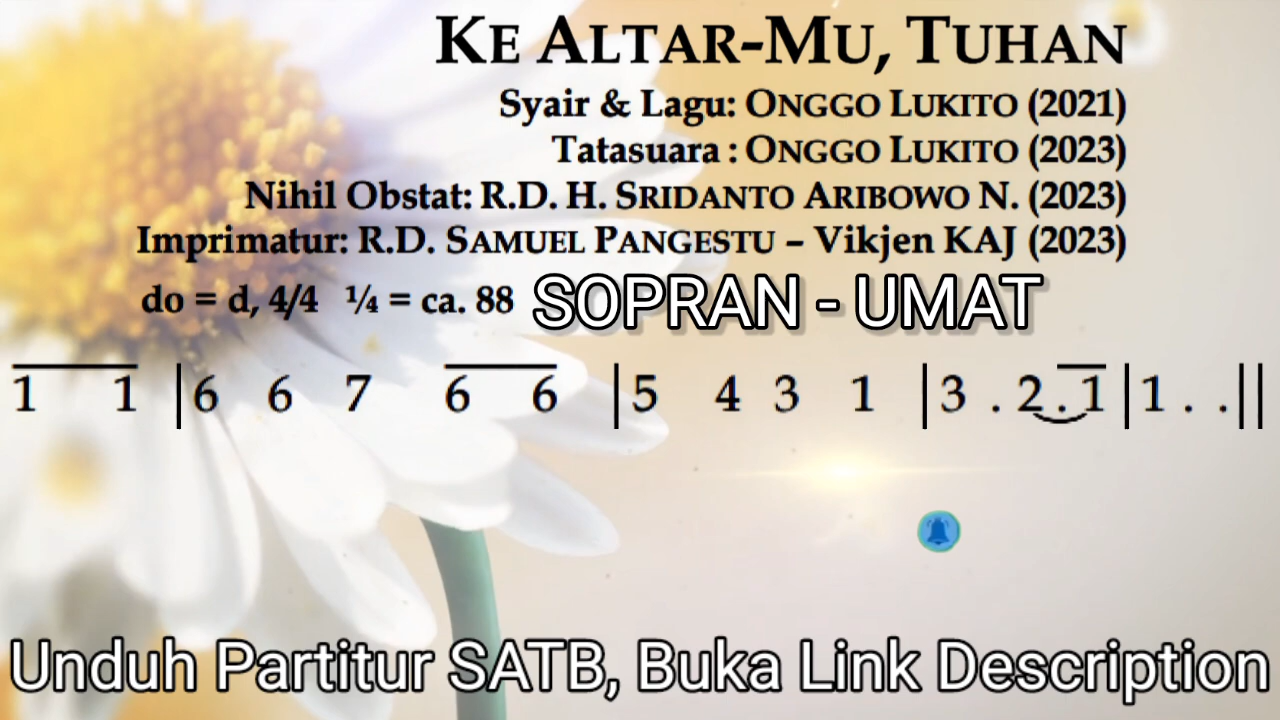 KE ALTAR-MU, TUHAN
Syair & Lagu: ONGGO LUKITO (2021)
Tatasuara : ONGGO LUKITO (2023)
Nihil Obstat: R.D. H. SRIDANTO ARIBOWO N. (2023)
Imprimatur: R.D. SAMUEL PANGESTU – Vikjen KAJ (2023)
do = d, 4/4 ¼ = ca. 88 SOPRAN - UMAT
1 1 | 6 6 7 6 6 | 5 4 3 1 | 3 . 2 . 1 | 1 . . ||
Unduh Partitur SATB, Buka Link Description